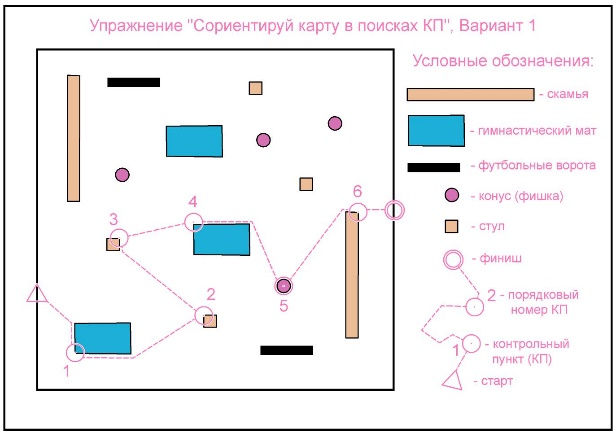 Упражнение "Сориентируй карту в поисках КП", Вариант 1
Условные обозначения:
- скамья
- гимнастический мат
- футбольные ворота
- конус (фишка)
- стул
- финиш
2 - порядковый
номер КП
1 - контрольный
пункт (КП)
- старт
6
4
3
2
5
1